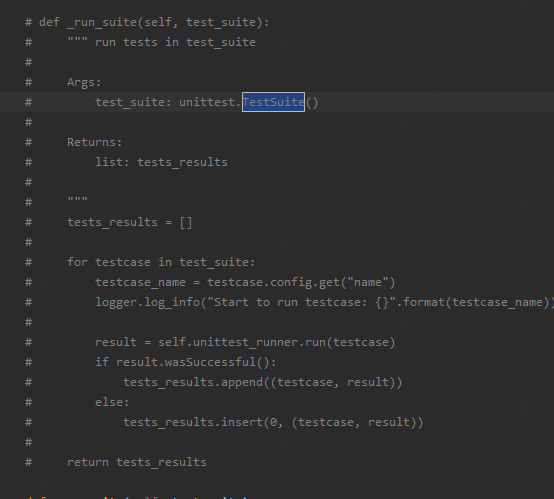 # def _run_suite(self, test_suite):
#     """ run tests in test_suite
#
#     Args:
#         test_suite: unittest.TestSuite()
#
#     Returns:
#         list: tests_results
#
#     """
#     tests_results = []
#
#     for testcase in test_suite:
#         testcase_name = testcase.config.get("name")
#         logger.log_info("Start to run testcase: {}".format(testcase_name))
#
#         result = self.unittest_runner.run(testcase)
#         if result.wasSuccessful():
#             tests_results.append((testcase, result))
#         else:
#             tests_results.insert(0, (testcase, result))
#
#     return tests_results